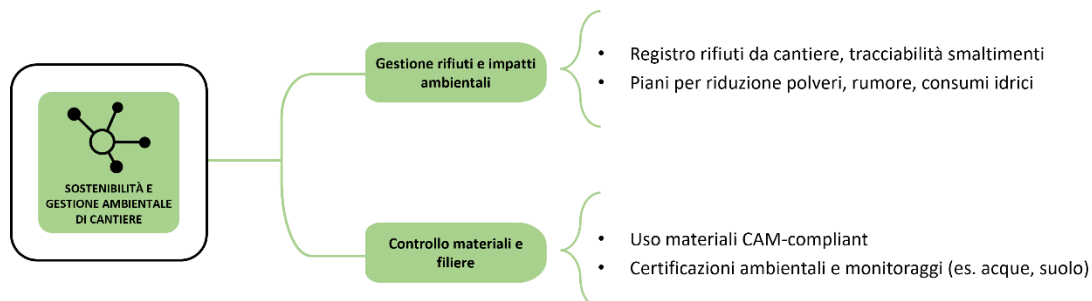 SOSTENIBILITÀ E
GESTIONE AMBIENTALE
DI CANTIERE
Gestione rifiuti e impatti
ambientali
• Registro rifiuti da cantiere, tracciabilità smaltimenti
• Piani per riduzione polveri, rumore, consumi idrici
Controllo materiali e
filiere
• Uso materiali CAM-compliant
• Certificazioni ambientali e monitoraggi (es. acque, suolo)